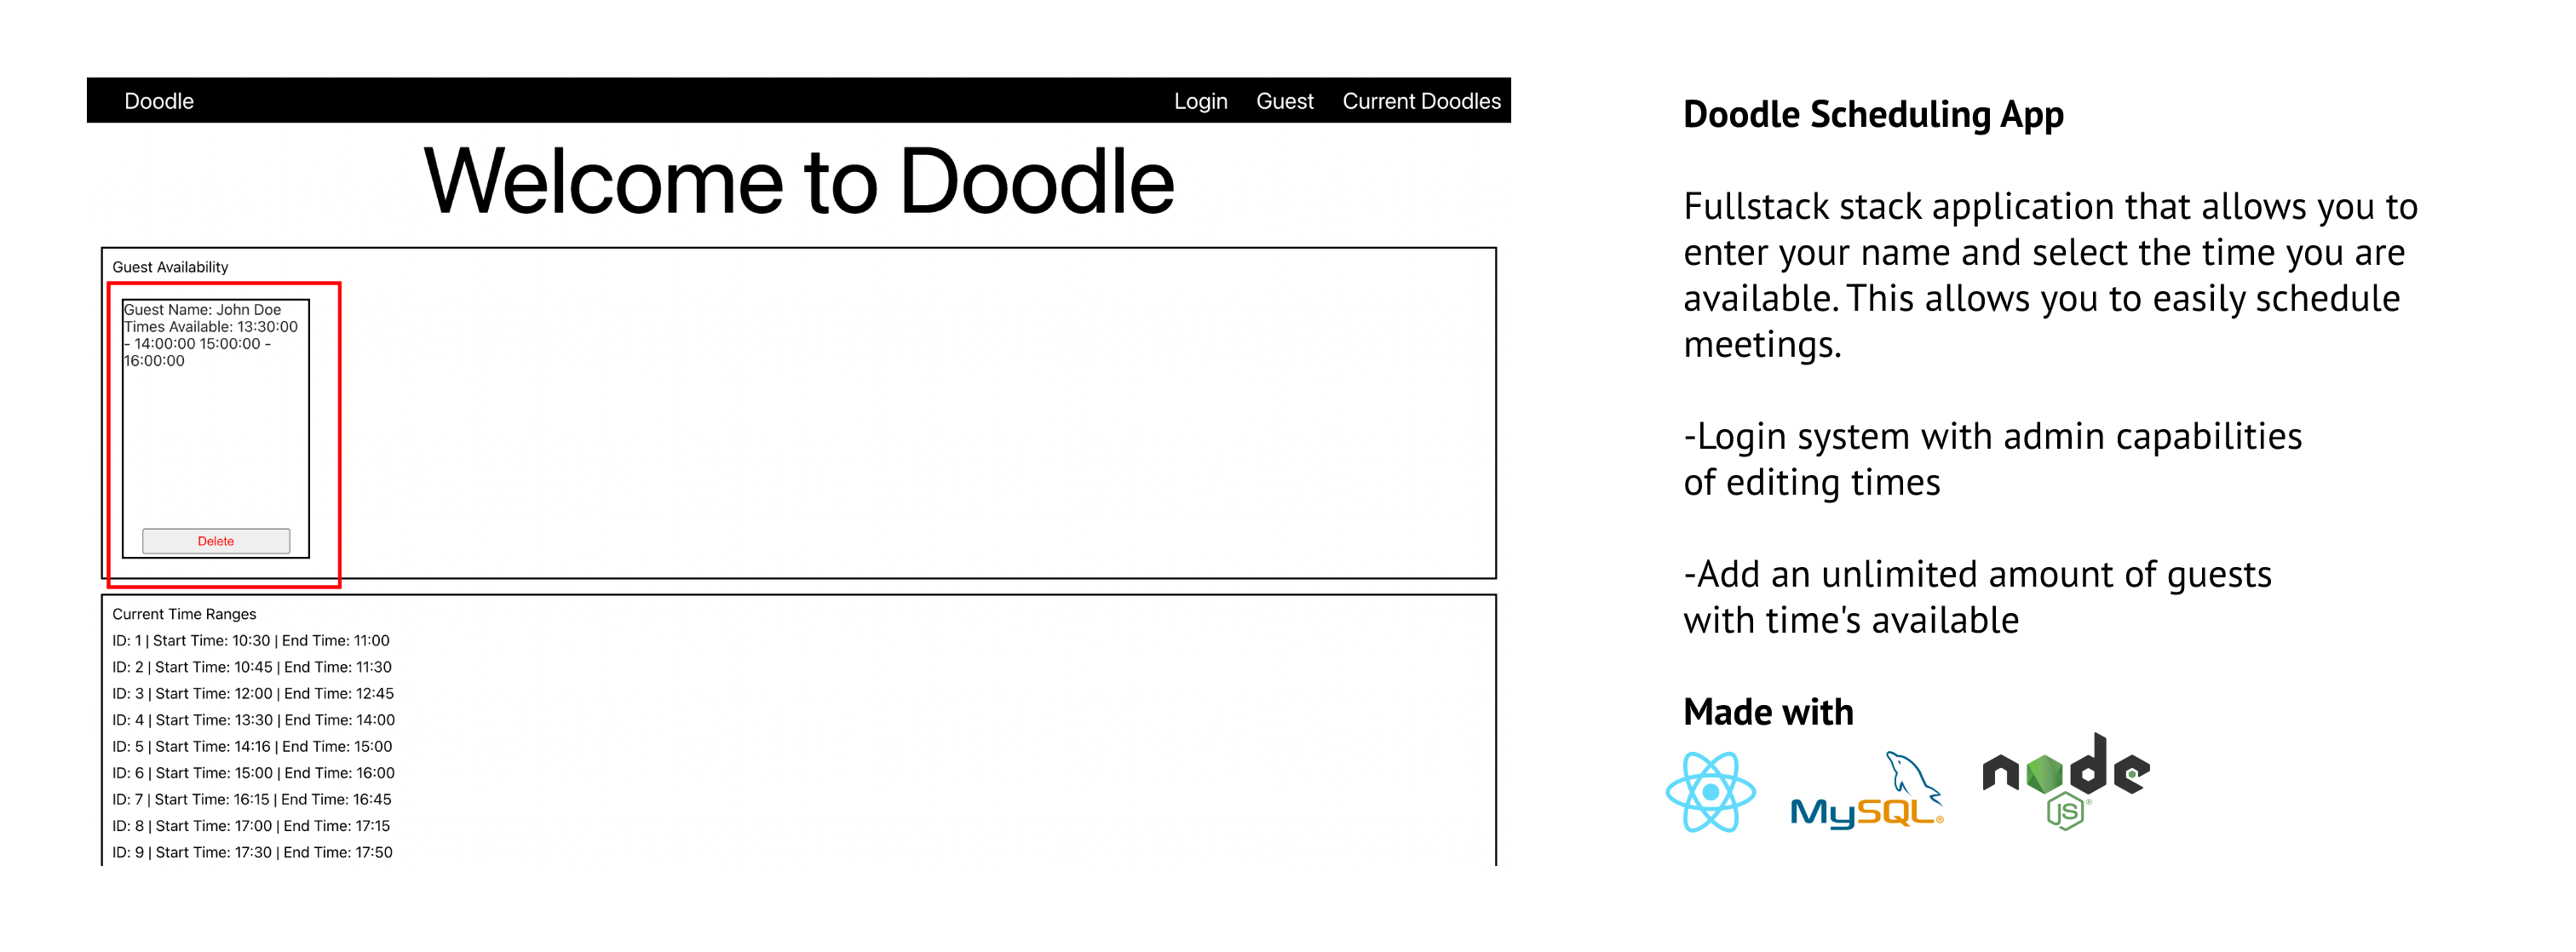 Doodle
Login Guest Current Doodles
Welcome to Doodle
Guest Availability
Guest Name: John Doe
Times Available: 13:30:00
- 14:00:00 15:00:00 -
16:00:00
Delete
Current Time Ranges
ID: 1 | Start Time: 10:30 | End Time: 11:00
ID: 2 | Start Time: 10:45 | End Time: 11:30
ID: 3 | Start Time: 12:00 | End Time: 12:45
ID: 4 | Start Time: 13:30 | End Time: 14:00
ID: 5 | Start Time: 14:16 | End Time: 15:00
ID: 6 | Start Time: 15:00 | End Time: 16:00
ID: 7 | Start Time: 16:15 | End Time: 16:45
ID: 8 | Start Time: 17:00 | End Time: 17:15
ID: 9 | Start Time: 17:30 | End Time: 17:50
Doodle Scheduling App
Fullstack stack application that allows you to
enter your name and select the time you are
available. This allows you to easily schedule
meetings.
-Login system with admin capabilities
of editing times
-Add an unlimited amount of guests
with time's available
Made with
MySQL®
node
JS®